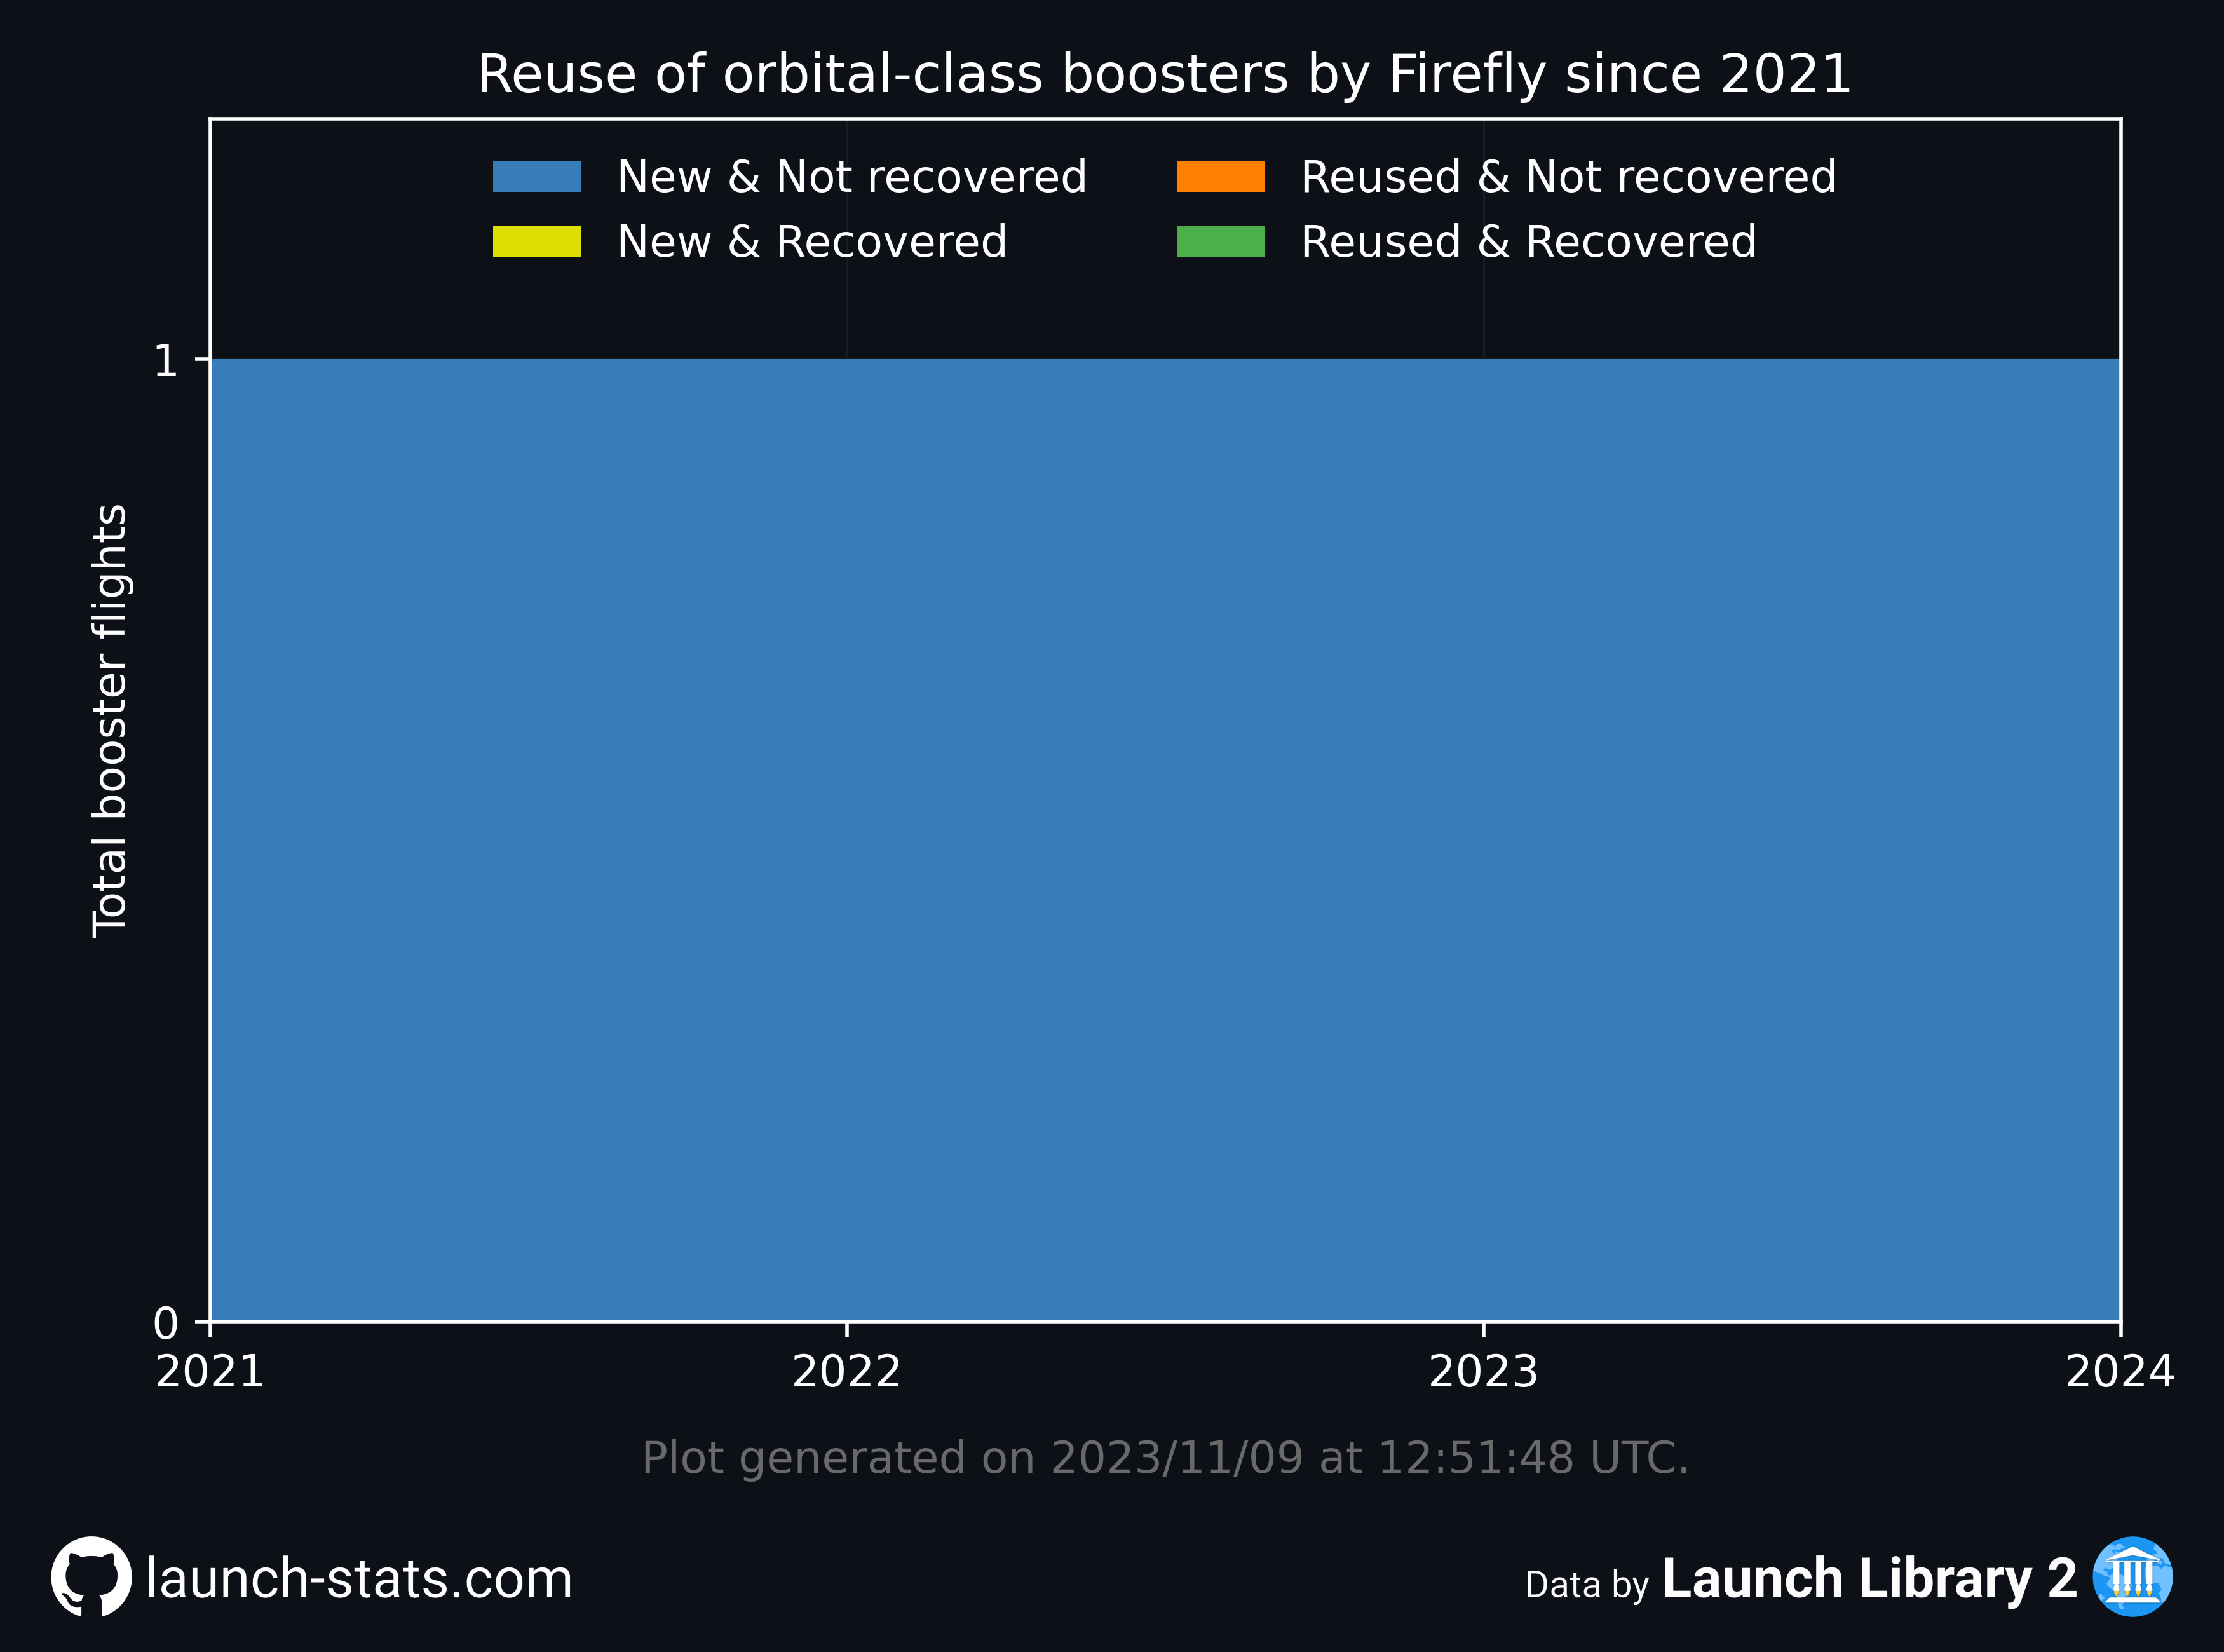 Reuse of orbital-class boosters by Firefly since 2021
New & Not recovered
New & Recovered
Reused & Not recovered
Reused & Recovered
Total booster flights
1
0
2021 2022 2023 2024
Plot generated on 2023/11/09 at 12:51:48 UTC.
launch-stats.com
Data by Launch Library 2